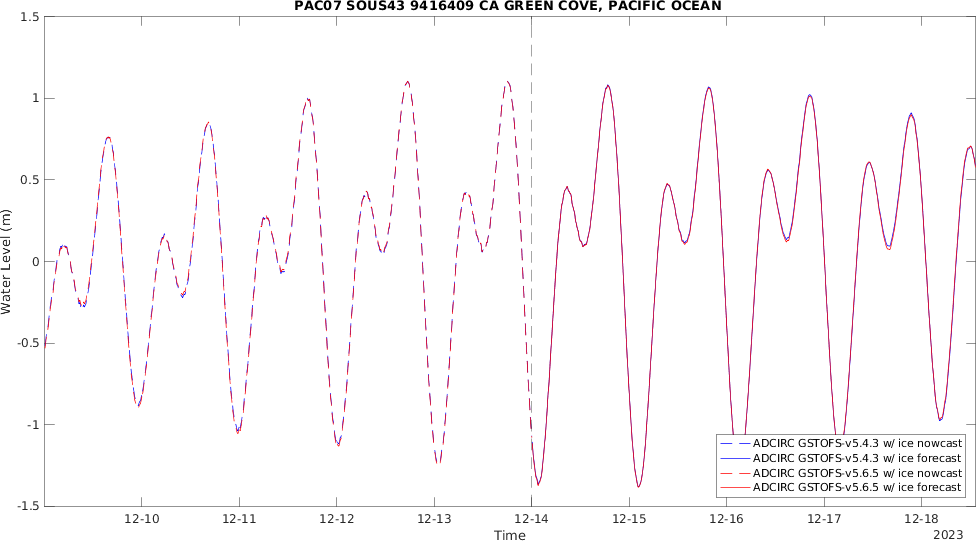 PAC07 SOUS43 9416409 CA GREEN COVE, PACIFIC OCEAN
1.5
1
0.5
0
-0.5
-1
-1.5
Water Level (m)
12-10 12-11 12-12 12-13 12-14 12-15 12-16 12-17 12-18
Time
2023
ADCIRC GSTOFS-v5.4.3 w/ ice nowcast
ADCIRC GSTOFS-v5.4.3 w/ ice forecast
ADCIRC GSTOFS-v5.6.5 w/ ice nowcast
ADCIRC GSTOFS-v5.6.5 w/ ice forecast